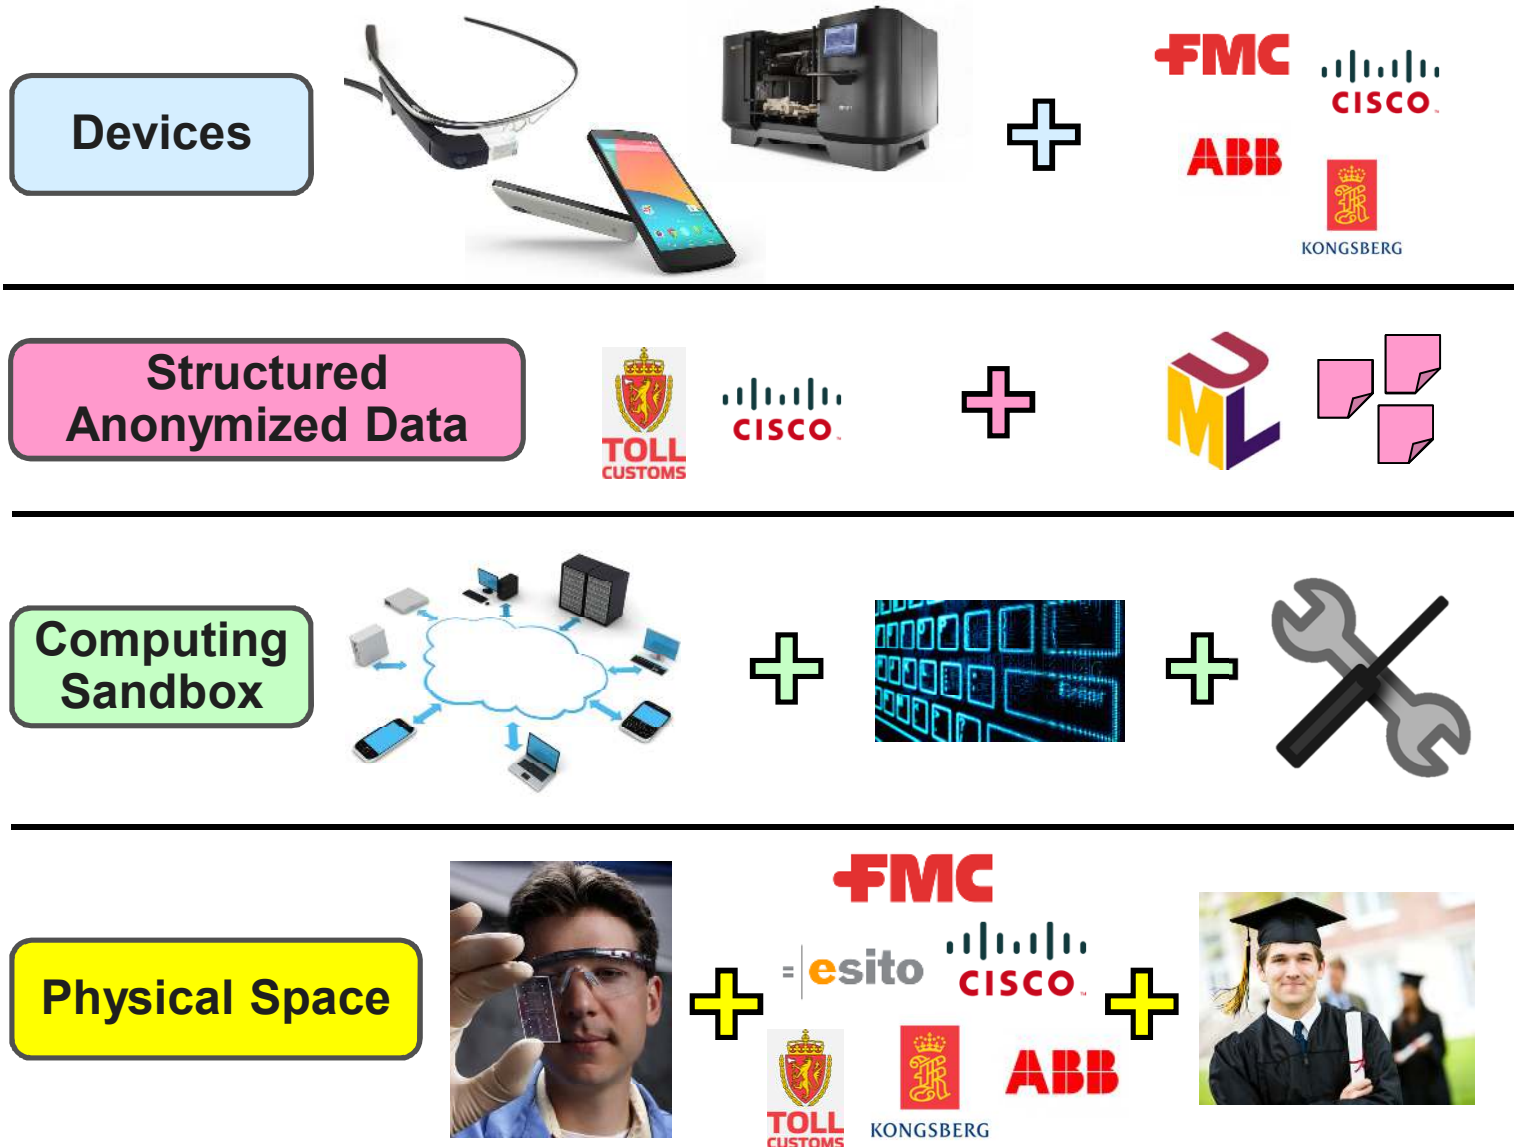 Devices
FMC
CISCO
ABB
KONGSBERG
Structured
Anonymized Data
TOLL
CUSTOMS
CISCO
UML
Computing
Sandbox
Physical Space
FMC
esito
CISCO
TOLL
CUSTOMS
KONGSBERG
ABB